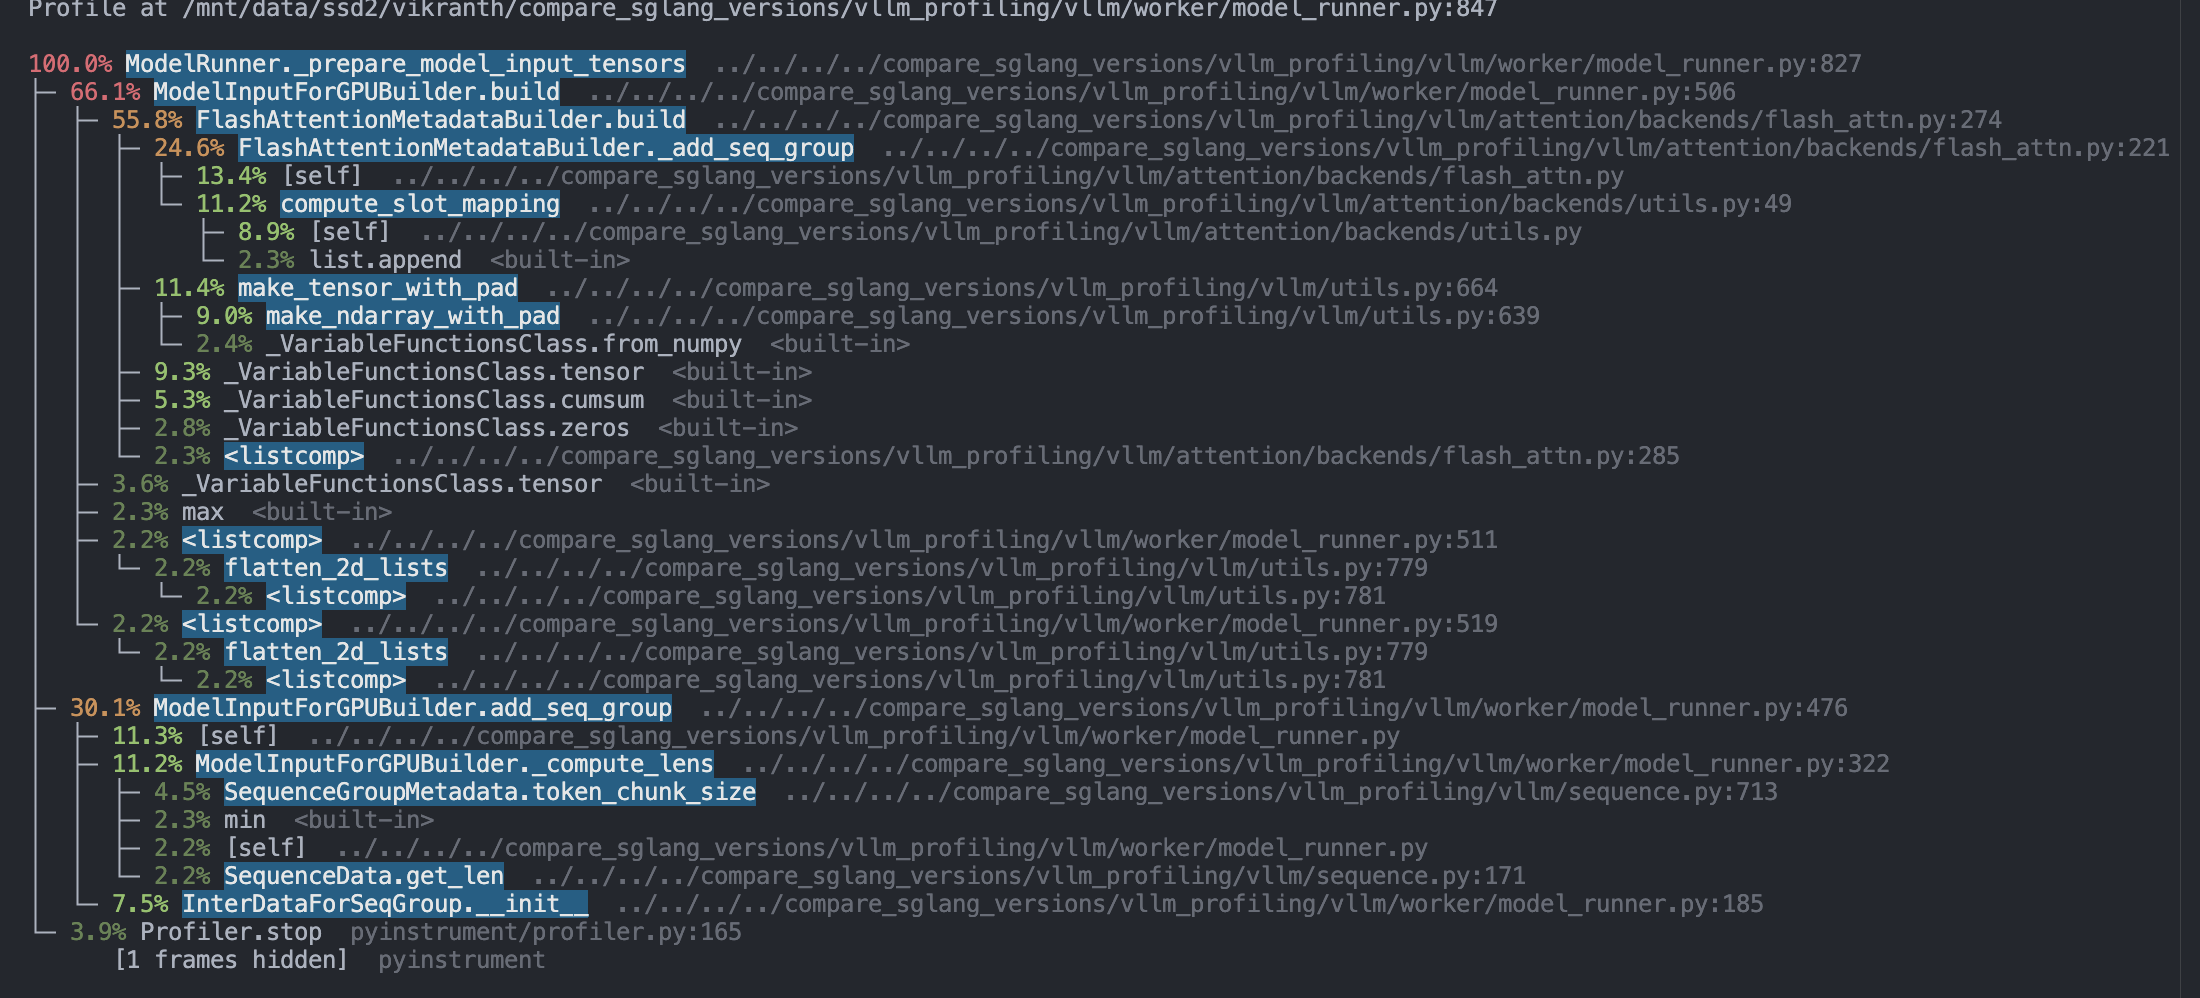 Profile at /mnt/data/ssd2/vikranth/compare_sglang_versions/vllm_profiling/vllm/worker/model_runner.py:847
100.0% ModelRunner._prepare_model_input_tensors ../../../../compare_sglang_versions/vllm_profiling/vllm/worker/model_runner.py:827
├─ 66.1% ModelInputForGPUBuilder.build ../../../../compare_sglang_versions/vllm_profiling/vllm/worker/model_runner.py:506
│  ├─ 55.8% FlashAttentionMetadataBuilder.build ../../../../compare_sglang_versions/vllm_profiling/vllm/attention/backends/flash_attn.py:274
│  │  ├─ 24.6% FlashAttentionMetadataBuilder._add_seq_group ../../../../compare_sglang_versions/vllm_profiling/vllm/attention/backends/flash_attn.py:221
│  │  │  ├─ 13.4% [self] ../../../../compare_sglang_versions/vllm_profiling/vllm/attention/backends/flash_attn.py
│  │  │  └─ 11.2% compute_slot_mapping ../../../../compare_sglang_versions/vllm_profiling/vllm/attention/backends/utils.py:49
│  │  │     ├─ 8.9% [self] ../../../../compare_sglang_versions/vllm_profiling/vllm/attention/backends/utils.py
│  │  │     └─ 2.3% list.append <built-in>
│  │  ├─ 11.4% make_tensor_with_pad ../../../../compare_sglang_versions/vllm_profiling/vllm/utils.py:664
│  │  │  ├─ 9.0% make_ndarray_with_pad ../../../../compare_sglang_versions/vllm_profiling/vllm/utils.py:639
│  │  │  └─ 2.4% _VariableFunctionsClass.from_numpy <built-in>
│  │  ├─ 9.3% _VariableFunctionsClass.tensor <built-in>
│  │  ├─ 5.3% _VariableFunctionsClass.cumsum <built-in>
│  │  ├─ 2.8% _VariableFunctionsClass.zeros <built-in>
│  │  └─ 2.3% <listcomp> ../../../../compare_sglang_versions/vllm_profiling/vllm/attention/backends/flash_attn.py:285
│  ├─ 3.6% _VariableFunctionsClass.tensor <built-in>
│  ├─ 2.3% max <built-in>
│  ├─ 2.2% <listcomp> ../../../../compare_sglang_versions/vllm_profiling/vllm/worker/model_runner.py:511
│  │  └─ 2.2% flatten_2d_lists ../../../../compare_sglang_versions/vllm_profiling/vllm/utils.py:779
│  │     └─ 2.2% <listcomp> ../../../../compare_sglang_versions/vllm_profiling/vllm/utils.py:781
│  └─ 2.2% <listcomp> ../../../../compare_sglang_versions/vllm_profiling/vllm/worker/model_runner.py:519
│     └─ 2.2% flatten_2d_lists ../../../../compare_sglang_versions/vllm_profiling/vllm/utils.py:779
│        └─ 2.2% <listcomp> ../../../../compare_sglang_versions/vllm_profiling/vllm/utils.py:781
├─ 30.1% ModelInputForGPUBuilder.add_seq_group ../../../../compare_sglang_versions/vllm_profiling/vllm/worker/model_runner.py:476
│  ├─ 11.3% [self] ../../../../compare_sglang_versions/vllm_profiling/vllm/worker/model_runner.py
│  ├─ 11.2% ModelInputForGPUBuilder._compute_lens ../../../../compare_sglang_versions/vllm_profiling/vllm/worker/model_runner.py:322
│  │  ├─ 4.5% SequenceGroupMetadata.token_chunk_size ../../../../compare_sglang_versions/vllm_profiling/vllm/sequence.py:713
│  │  ├─ 2.3% min <built-in>
│  │  ├─ 2.2% [self] ../../../../compare_sglang_versions/vllm_profiling/vllm/worker/model_runner.py
│  │  └─ 2.2% SequenceData.get_len ../../../../compare_sglang_versions/vllm_profiling/vllm/sequence.py:171
│  └─ 7.5% InterDataForSeqGroup.__init__ ../../../../compare_sglang_versions/vllm_profiling/vllm/worker/model_runner.py:185
└─ 3.9% Profiler.stop pyinstrument/profiler.py:165
      [1 frames hidden] pyinstrument